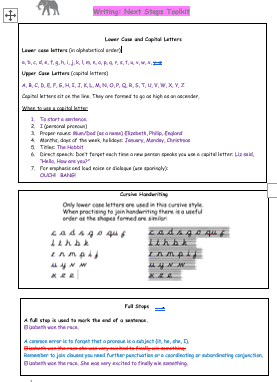 Writing: Next Steps Toolkit
Lower Case and Capital Letters
Lower case letters (in alphabetical order)
a, b, c, d, e, f, g, h, i, j, k, l, m, n, o, p, q, r, s, t, u, v, w, x, y, z
Upper Case letters (capital letters)
A, B, C, D, E, F, G, H, I, J, K, L, M, N, O, P, Q, R, S, T, U, V, W, X, Y, Z
Capital letters sit on the line. They are formed to go as high as an ascender.
When to use a capital letter
1. To start a sentence.
2. I (personal pronoun)
3. Proper nouns: Mum/Dad (as a name) Elizabeth, Philip, England
4. Months, days of the week, holidays: January, Monday, Christmas
5. Titles: The Hobbit
6. Direct speech: Don't forget each time a new person speaks you use a capital letter. Liz said,
"Hello. How are you?"
7. For emphasis and loud voice or dialogue (use sparingly):
OUCH! BANG!
Cursive Handwriting
Only lower case letters are used in this cursive style.
When practising to join handwriting there is a useful
order as the shapes formed are similar:
c a d s g o q u f c a d s g o q u f
i t h b k i t h b k
r n m p i j r n m p i j
u y v w u y v w
x z e x z e
Full Stops
A full stop is used to mark the end of a sentence.
Elizabeth won the race.
A common error is to forget that a pronoun is a subject (it, he, she, I).
Elizabeth won the race she was very excited to finally win something.
Remember to join clauses you need further punctuation or a coordinating or subordinating conjunction.
Elizabeth won the race. She was very excited to finally win something.